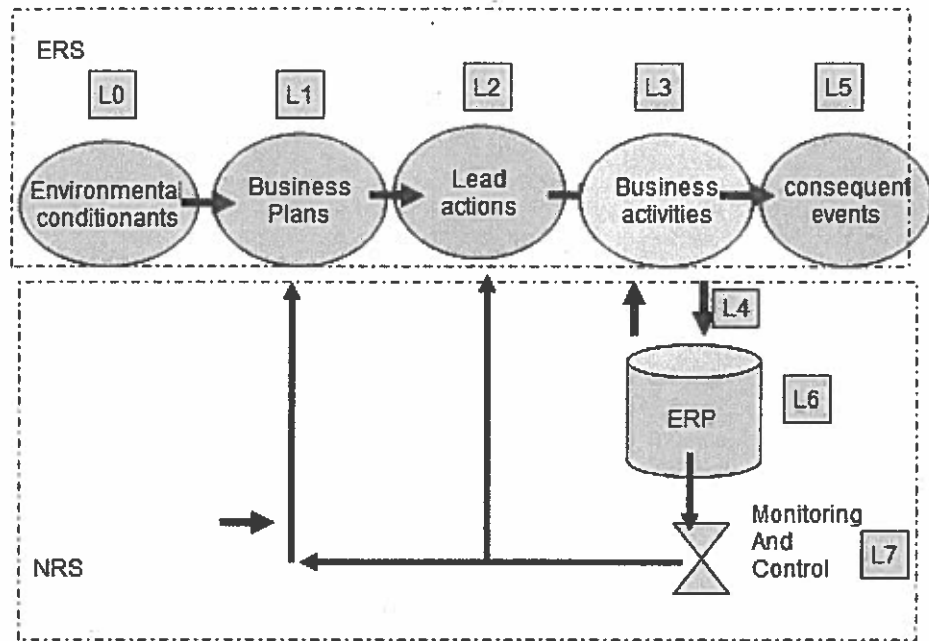 ERS
L0
L1
L2
L3
L5
Environmental
conditionants
Business
Plans
Lead
actions
Business
activities
consequent
events
L4
ERP
L6
Monitoring
And
Control
L7
NRS